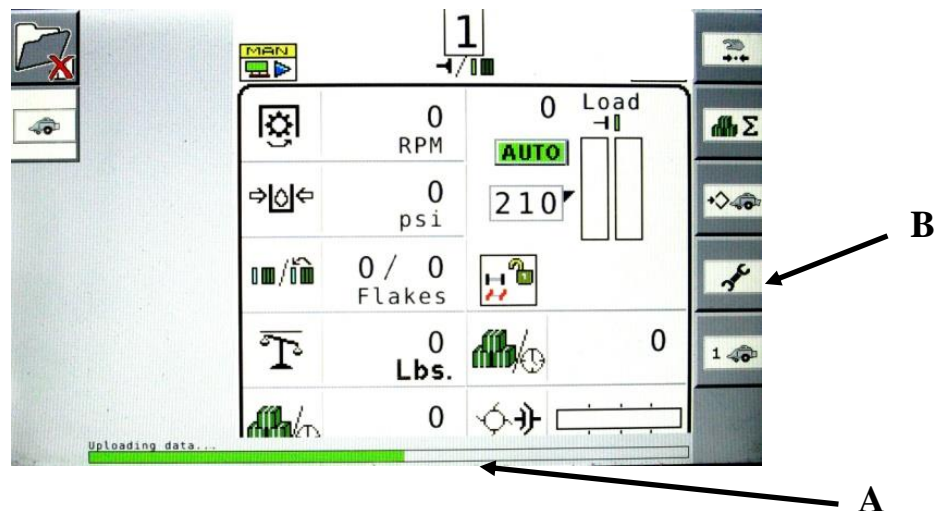 1
MAN
0
RPM
0 Load
AUTO
0
psi
210
0 / 0
Flakes
0
Lbs.
0
0
Σ
1
Uploading data...
B
A